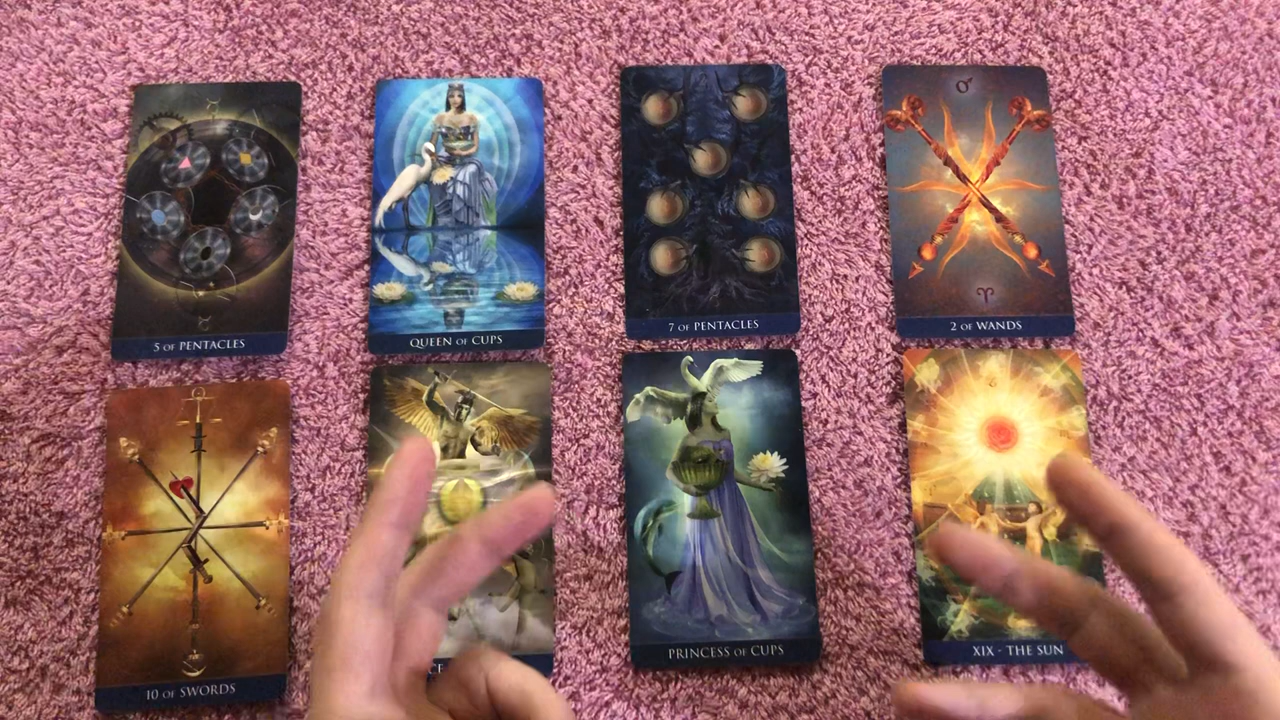 5 OF PENTACLES
QUEEN OF CUPS
7 OF PENTACLES
2 OF WANDS
10 OF SWORDS
PRINCESS OF CUPS
XIX - THE SUN